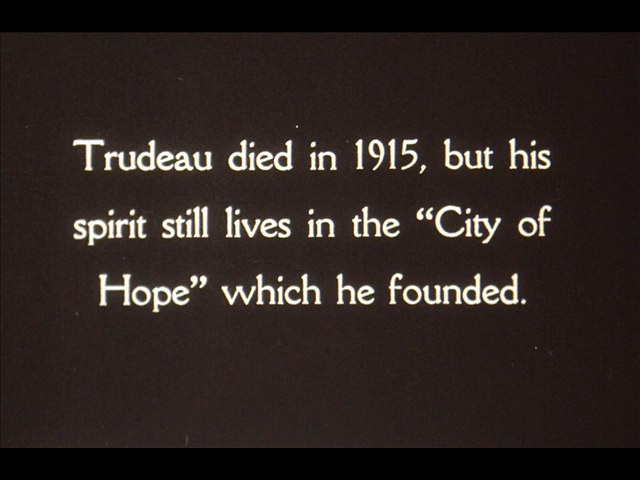 Trudeau died in 1915, but his
spirit still lives in the “City of
Hope” which he founded.